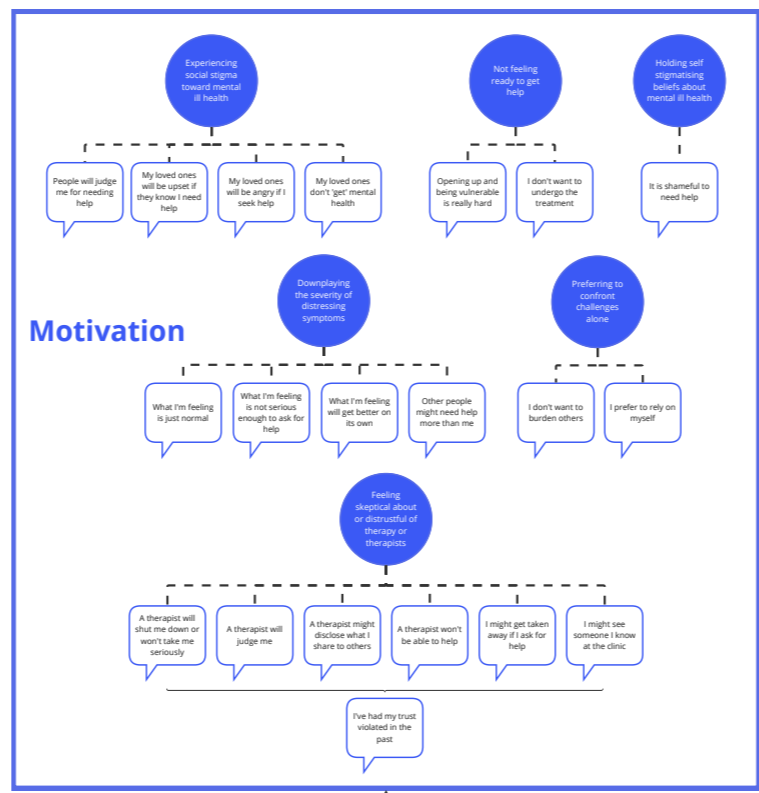 Experiencing
social stigma
toward mental
ill health
Not feeling
ready to get
help
Holding self
stigmatising
beliefs about
mental ill health
People will judge
me for needing
help
My loved ones
will be upset if
they know I need
help
My loved ones
will be angry if I
seek help
My loved ones
don't 'get' mental
health
Opening up and
being vulnerable
is really hard
I don't want to
undergo the
treatment
It is shameful to
need help
Motivation
Downplaying
the severity of
distressing
symptoms
Preferring to
confront
challenges
alone
What I'm feeling
is just normal
What I'm feeling
is not serious
enough to ask for
help
What I'm feeling
will get better on
its own
Other people
might need help
more than me
I don't want to
burden others
I prefer to rely on
myself
Feeling
skeptical about
or distrustful of
therapy or
therapists
A therapist will
shut me down or
won't take me
seriously
A therapist will
judge me
A therapist might
disclose what I
share to others
A therapist won't
be able to help
I might get taken
away if I ask for
help
I might see
someone I know
at the clinic
I've had my trust
violated in the
past